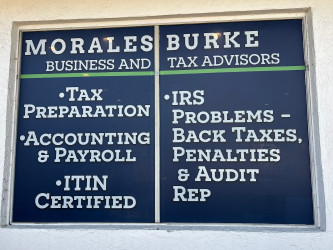 MORALES BURKE
BUSINESS AND TAX ADVISORS
•TAX
PREPARATION
•ACCOUNTING
& PAYROLL
•ITIN
CERTIFIED
•IRS
PROBLEMS –
BACK TAXES,
PENALTIES
& AUDIT
REP